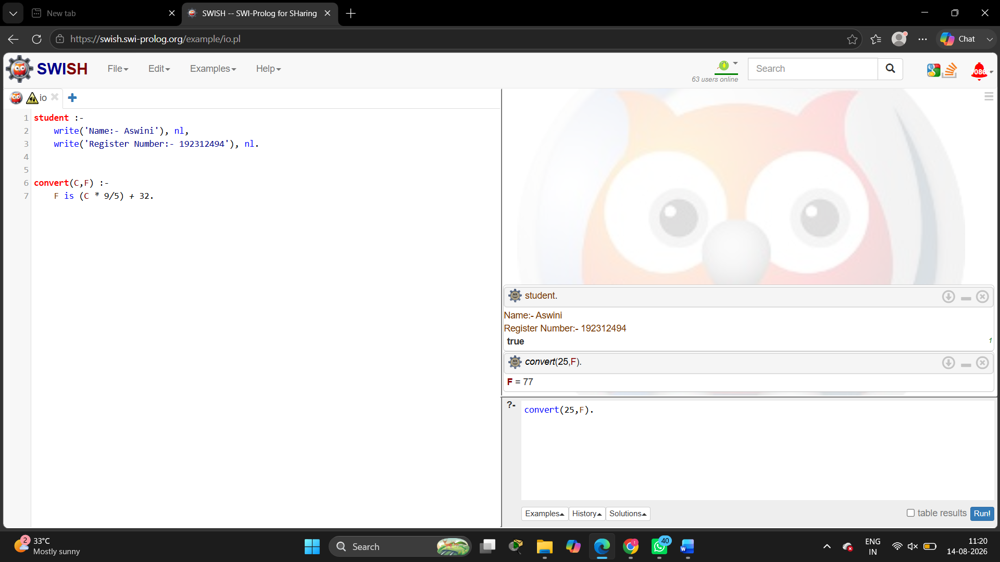 New tab
SWISH -- SWI-Prolog for SHaring
https://swish.swi-prolog.org/example/io.pl
Chat
SWISH
File
Edit
Examples
Help
63 users online
Search
086
io
1 student :-
2 write('Name:- Aswini'), nl,
3 write('Register Number:- 192312494'), nl.
4
5
6 convert(C,F) :-
7 F is (C * 9/5) + 32.
student.
Name:- Aswini
Register Number:- 192312494
true
1
convert(25,F).
F = 77
?- convert(25,F).
Examples
History
Solutions
table results
Run!
2
33°C
Mostly sunny
Search
40
ENG
IN
11:20
14-08-2026